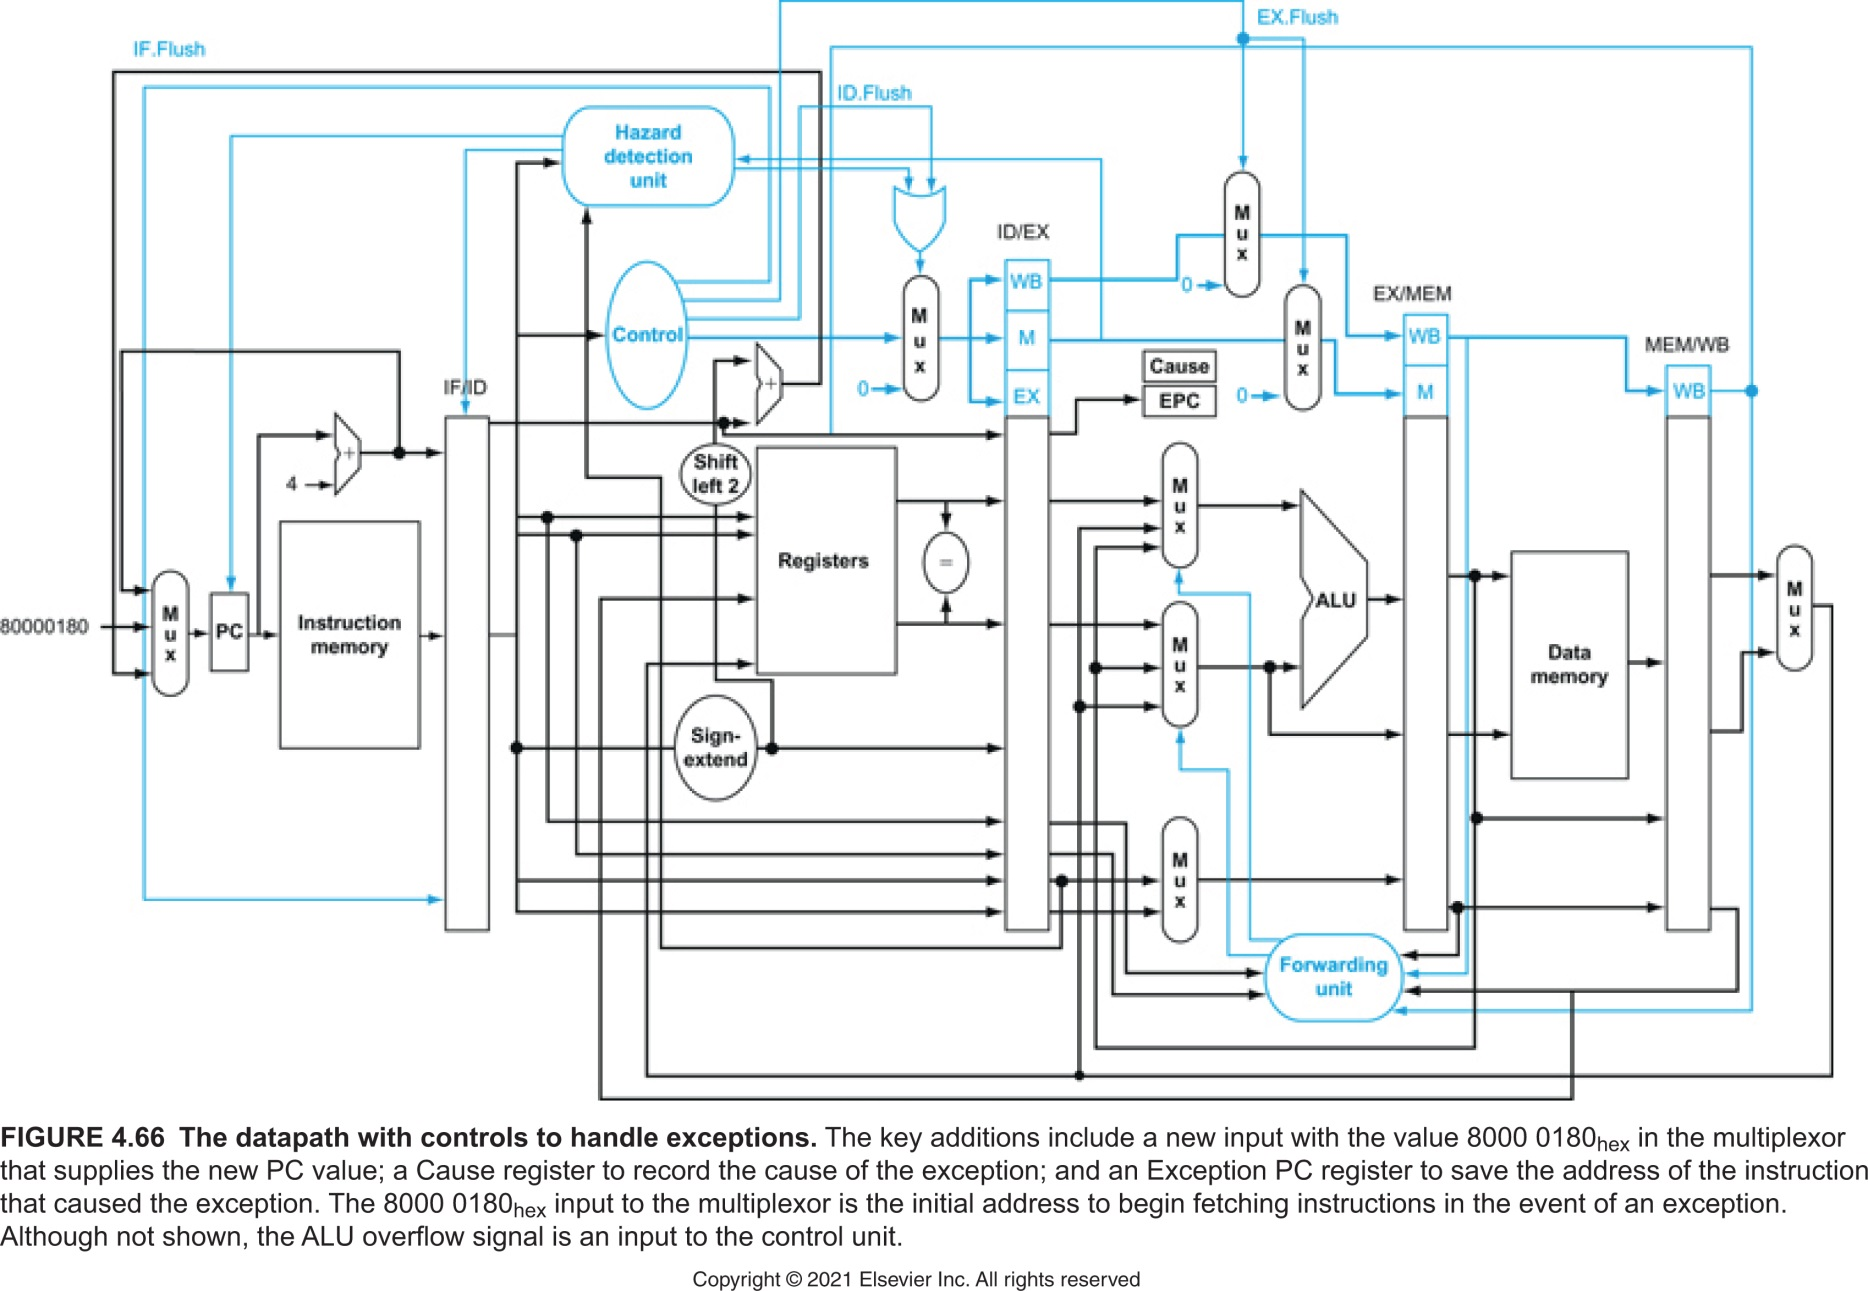 EX.Flush
IF.Flush
ID.Flush
Hazard
detection
unit
M
u
x
ID/EX
WB
0
EX/MEM
M
u
x
Control
M
u
x
M
WB
MEM/WB
Cause
IF/ID
+
0
EX
EPC
0
M
WB
+
4
Shift
left 2
M
u
x
Registers
=
M
u
x
ALU
80000180
M
u
x
PC
Instruction
memory
M
u
x
Data
memory
Sign-
extend
M
u
x
Forwarding
unit
FIGURE 4.66 The datapath with controls to handle exceptions. The key additions include a new input with the value 8000 0180hex in the multiplexor
that supplies the new PC value; a Cause register to record the cause of the exception; and an Exception PC register to save the address of the instruction
that caused the exception. The 8000 0180hex input to the multiplexor is the initial address to begin fetching instructions in the event of an exception.
Although not shown, the ALU overflow signal is an input to the control unit.
Copyright © 2021 Elsevier Inc. All rights reserved